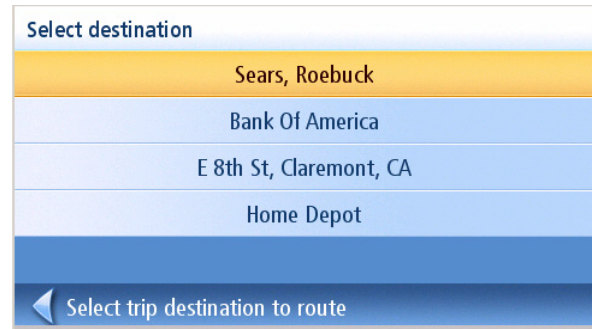 Select destination
Sears, Roebuck
Bank Of America
E 8th St, Claremont, CA
Home Depot
Select trip destination to route